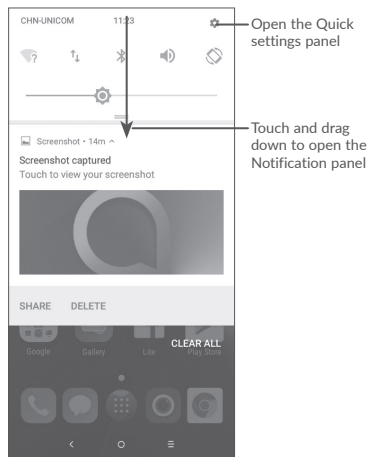 CHN-UNICOM 11:23
Open the Quick
settings panel
?
Touch and drag
down to open the
Notification panel
Screenshot • 14m
Screenshot captured
Touch to view your screenshot
SHARE DELETE
CLEAR ALL
Google Gallery Lite Play Store